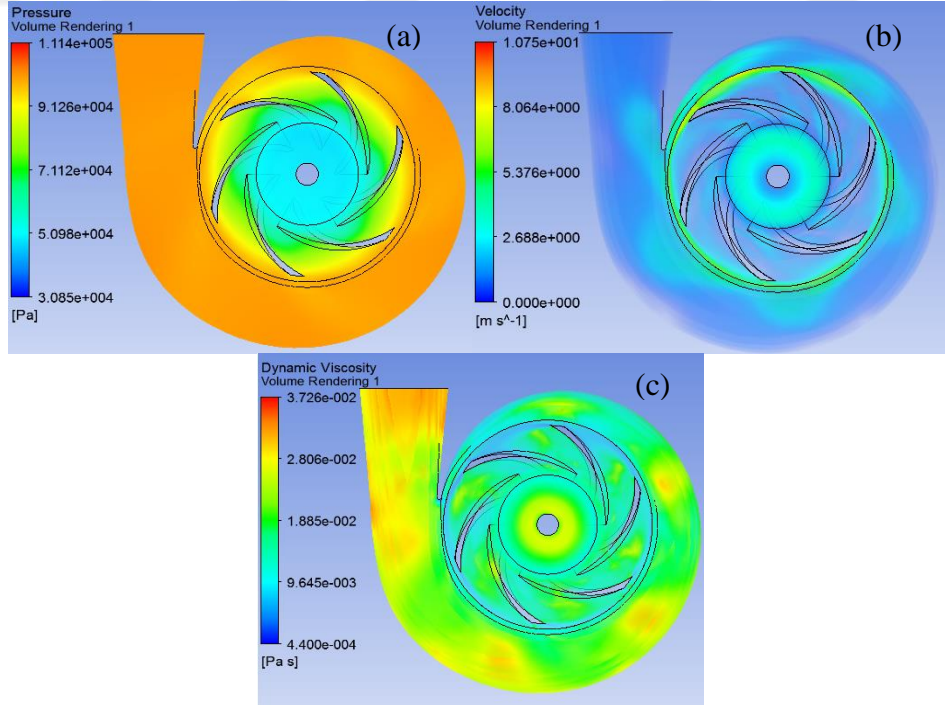 Pressure
Volume Rendering 1
(a)
1.114e+005
9.126e+004
7.112e+004
5.098e+004
3.085e+004
[Pa]
Velocity
Volume Rendering 1
(b)
1.075e+001
8.064e+000
5.376e+000
2.688e+000
0.000e+000
[m s^-1]
Dynamic Viscosity
Volume Rendering 1
(c)
3.726e-002
2.806e-002
1.885e-002
9.645e-003
4.400e-004
[Pa s]